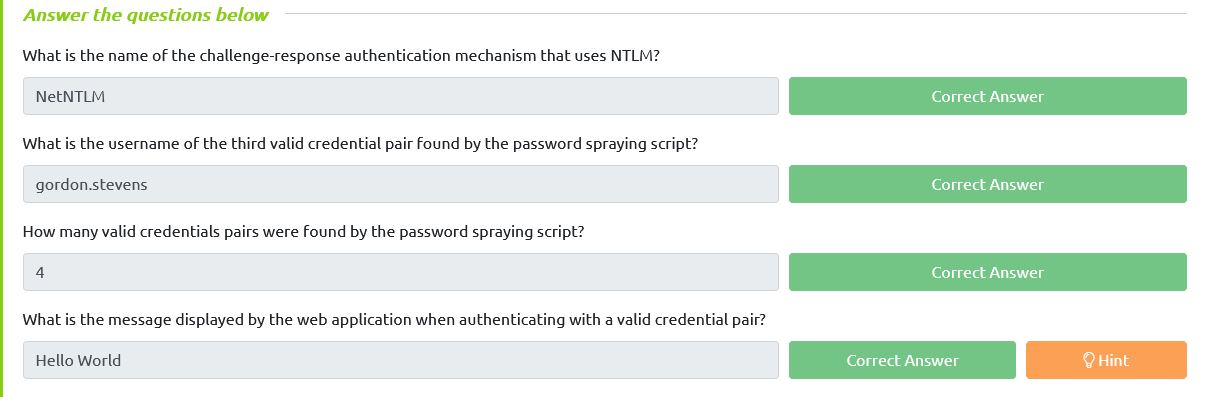 Answer the questions below
What is the name of the challenge-response authentication mechanism that uses NTLM?
NetNTLM
Correct Answer
What is the username of the third valid credential pair found by the password spraying script?
gordon.stevens
Correct Answer
How many valid credentials pairs were found by the password spraying script?
4
Correct Answer
What is the message displayed by the web application when authenticating with a valid credential pair?
Hello World
Correct Answer
Hint